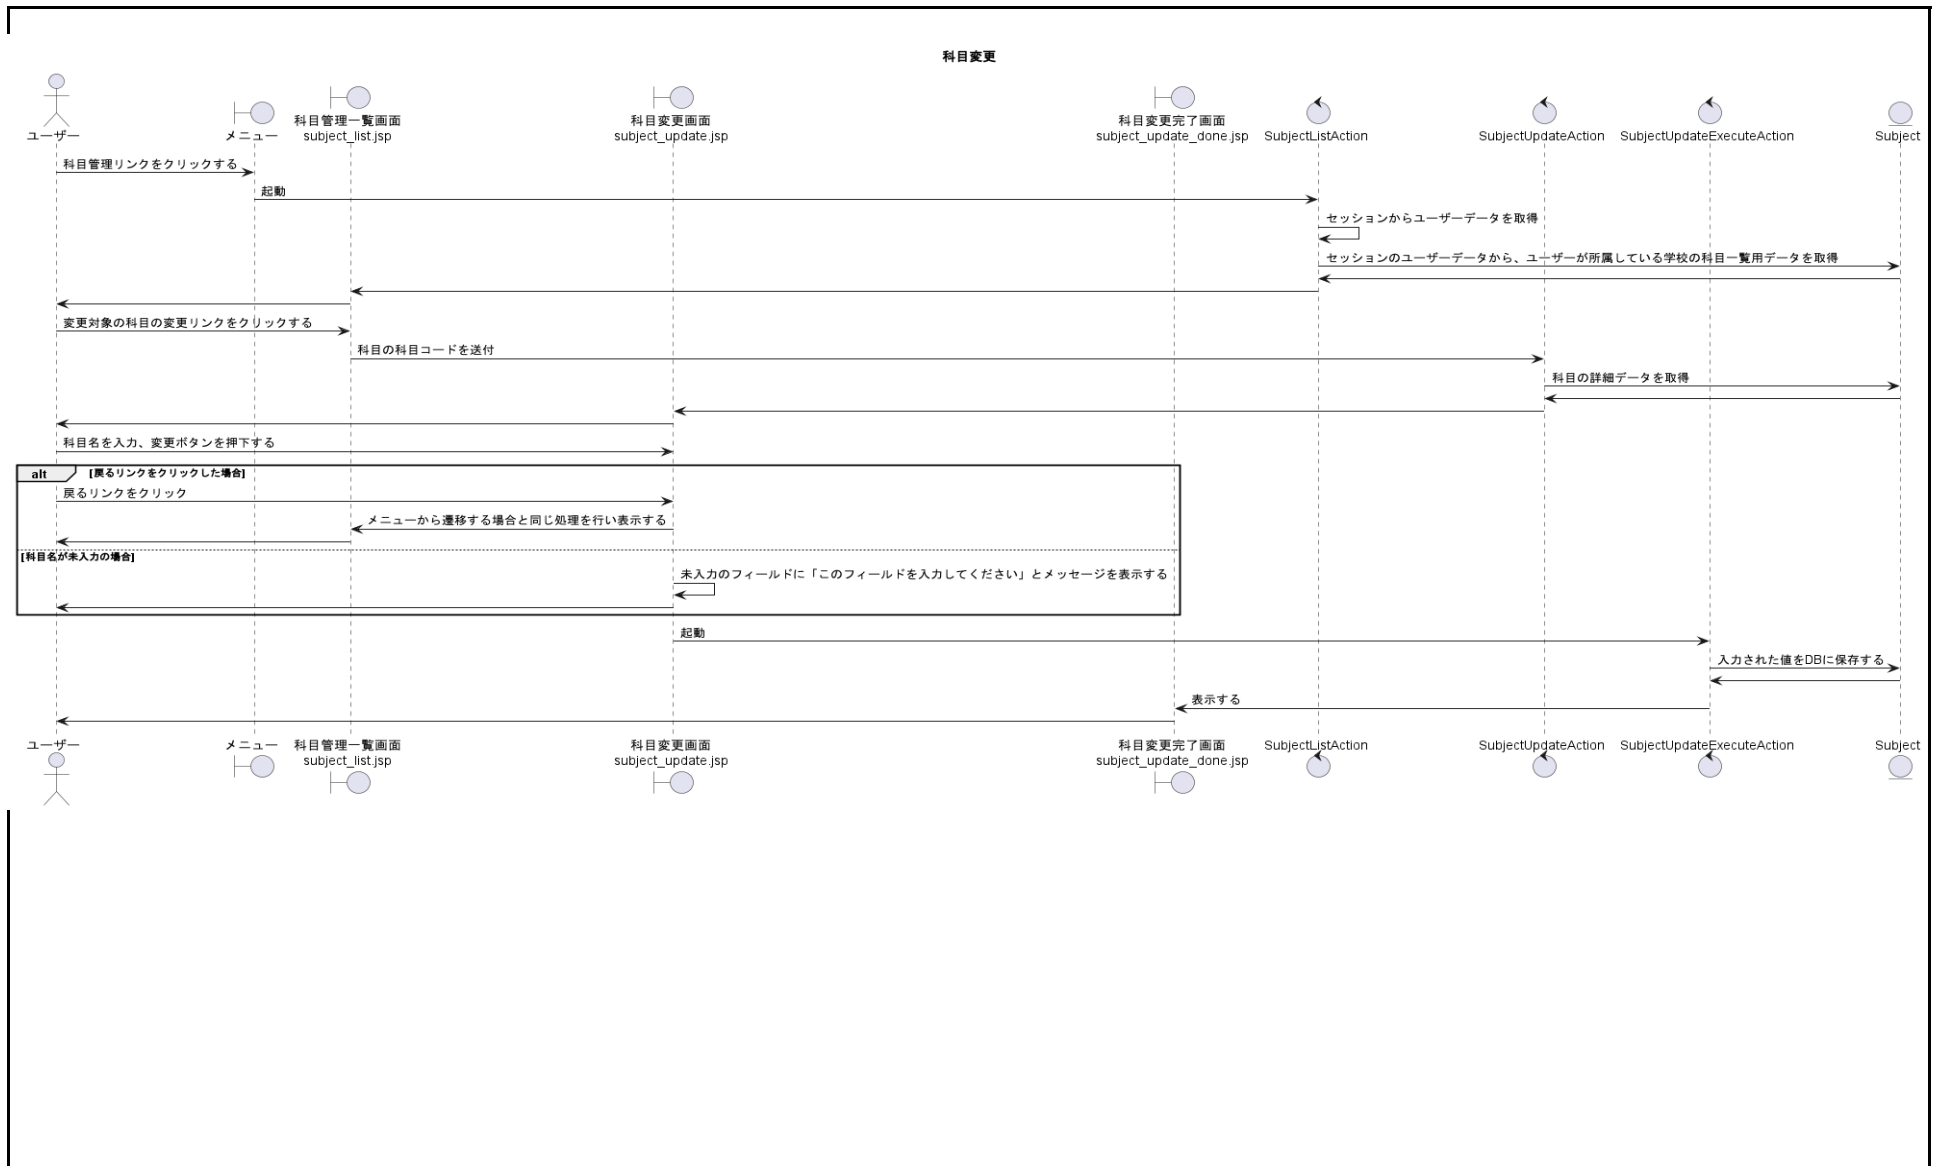 科目変更
ユーザー
メニュー
科目管理一覧画面
subject_list.jsp
科目変更画面
subject_update.jsp
科目変更完了画面
subject_update_done.jsp
SubjectListAction
SubjectUpdateAction
SubjectUpdateExecuteAction
Subject
科目管理リンクをクリックする
起動
セッションからユーザーデータを取得
セッションのユーザーデータから、ユーザーが所属している学校の科目一覧用データを取得
変更対象の科目の変更リンクをクリックする
科目の科目コードを送付
科目の詳細データを取得
科目名を入力、変更ボタンを押下する
alt [戻るリンクをクリックした場合]
戻るリンクをクリック
メニューから遷移する場合と同じ処理を行い表示する
[科目名が未入力の場合]
未入力のフィールドに「このフィールドを入力してください」とメッセージを表示する
起動
入力された値をDBに保存する
表示する
ユーザー
メニュー
科目管理一覧画面
subject_list.jsp
科目変更画面
subject_update.jsp
科目変更完了画面
subject_update_done.jsp
SubjectListAction
SubjectUpdateAction
SubjectUpdateExecuteAction
Subject